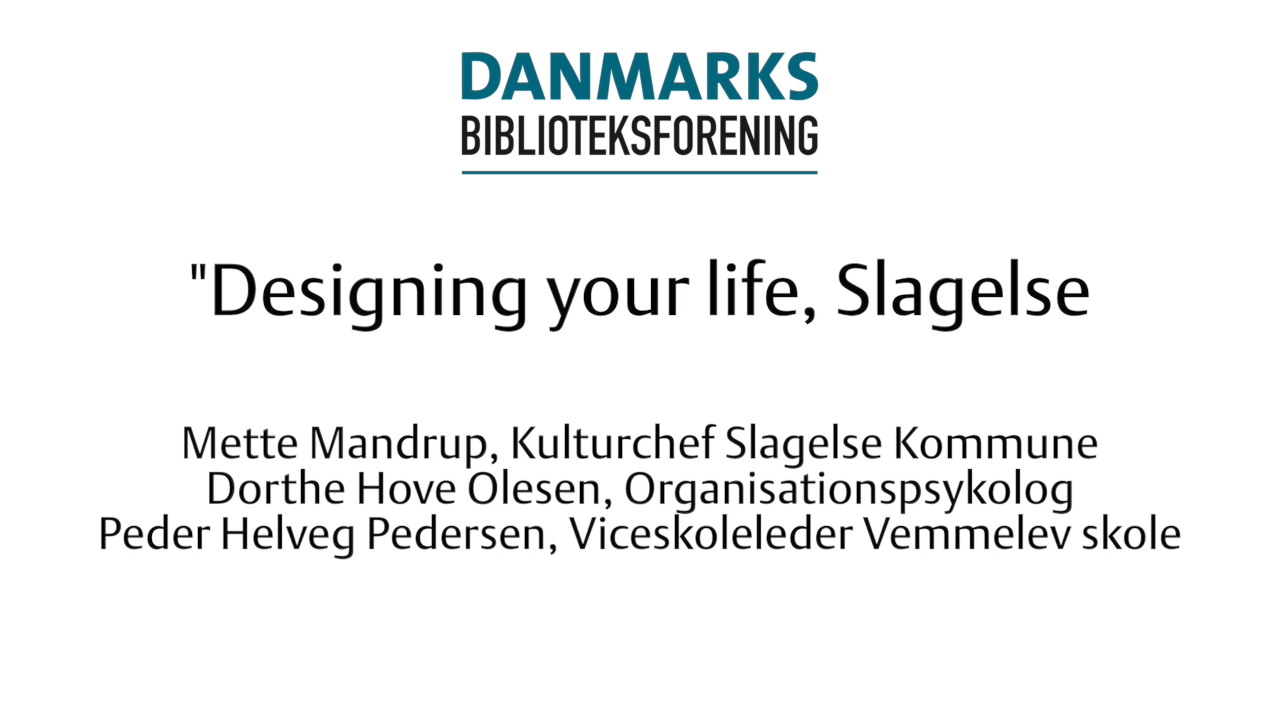 DANMARKS
BIBLIOTEKSFORENING
"Designing your life, Slagelse
Mette Mandrup, Kulturchef Slagelse Kommune
Dorthe Hove Olesen, Organisationspsykolog
Peder Helveg Pedersen, Viceskoleleder Vemmelev skole